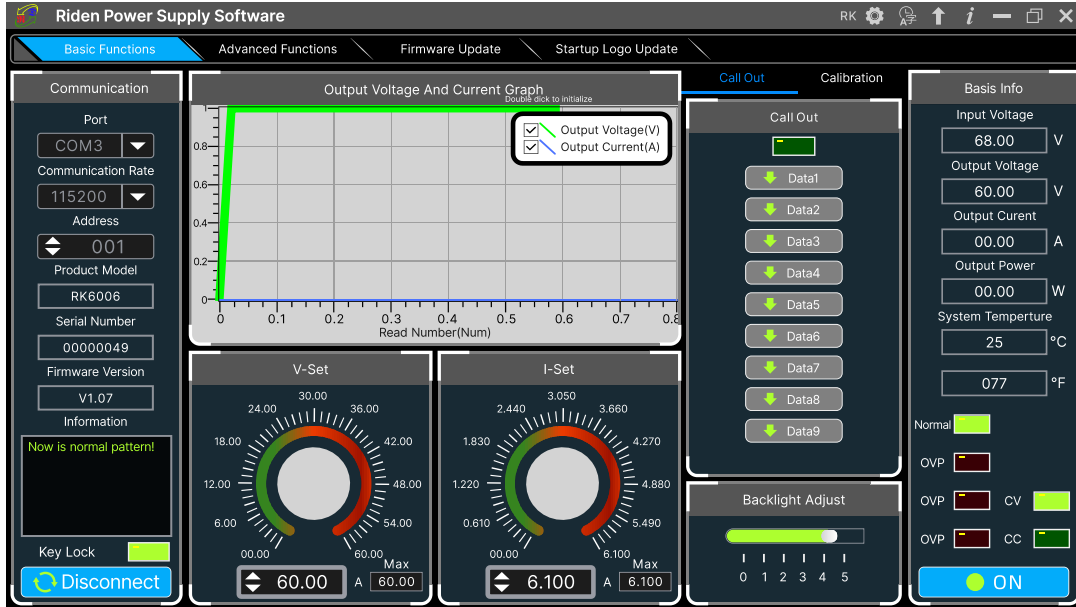 Riden Power Supply Software
RK
i
Basic Functions
Advanced Functions
Firmware Update
Startup Logo Update
Communication
Port
COM3
Communication Rate
115200
Address
001
Product Model
RK6006
Serial Number
00000049
Firmware Version
V1.07
Information
Now is normal pattern!
Key Lock
Disconnect
Output Voltage And Current Graph
Double dick to initialize
Output Voltage(V)
Output Current(A)
1
0.8
0.6
0.4
0.2
0
0 0.1 0.2 0.3 0.4 0.5 0.6 0.7 0.8
Read Number(Num)
V-Set
30.00
24.00 36.00
18.00 42.00
12.00 48.00
6.00 54.00
00.00 60.00
Max
60.00 A 60.00
I-Set
3.050
2.440 3.660
1.830 4.270
1.220 4.880
0.610 5.490
00.00 6.100
Max
6.100 A 6.100
Call Out
Calibration
Call Out
Data1
Data2
Data3
Data4
Data5
Data6
Data7
Data8
Data9
Backlight Adjust
0 1 2 3 4 5
Basis Info
Input Voltage
68.00 V
Output Voltage
60.00 V
Output Curent
00.00 A
Output Power
00.00 W
System Temperture
25 °C
077 °F
Normal
OVP
OVP CV
OVP CC
ON